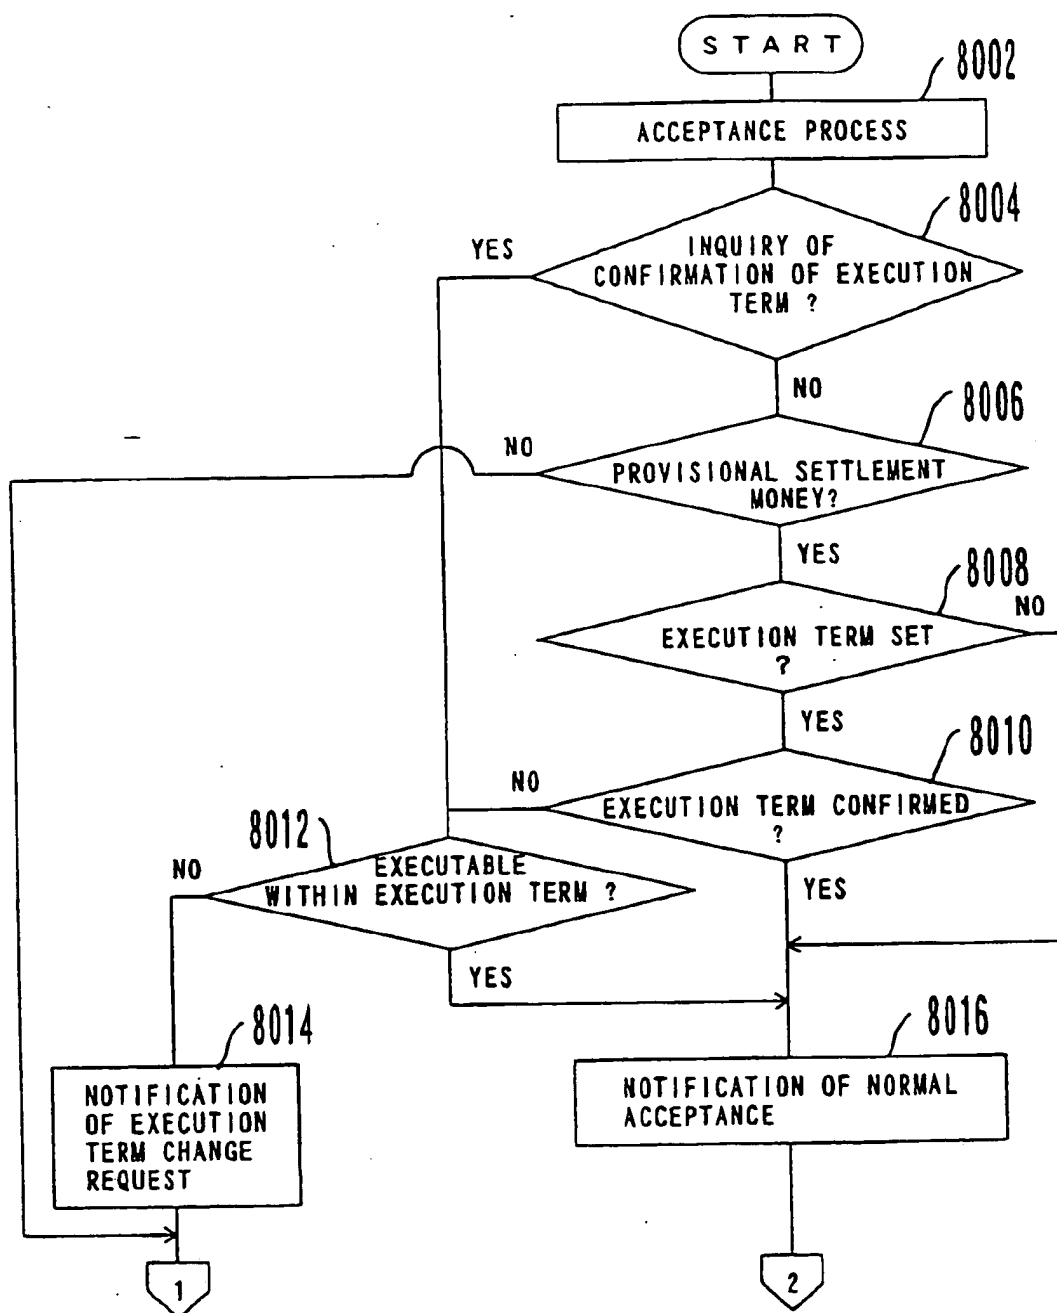 START
8002
ACCEPTANCE PROCESS
8004
YES
INQUIRY OF
CONFIRMATION OF EXECUTION
TERM ?
NO
8006
NO
PROVISIONAL SETTLEMENT
MONEY?
YES
8008
NO
EXECUTION TERM SET
?
YES
8010
NO
EXECUTION TERM CONFIRMED
?
8012
NO
EXECUTABLE
WITHIN EXECUTION TERM ?
YES
YES
8014
8016
NOTIFICATION
OF EXECUTION
TERM CHANGE
REQUEST
NOTIFICATION OF NORMAL
ACCEPTANCE
1
2